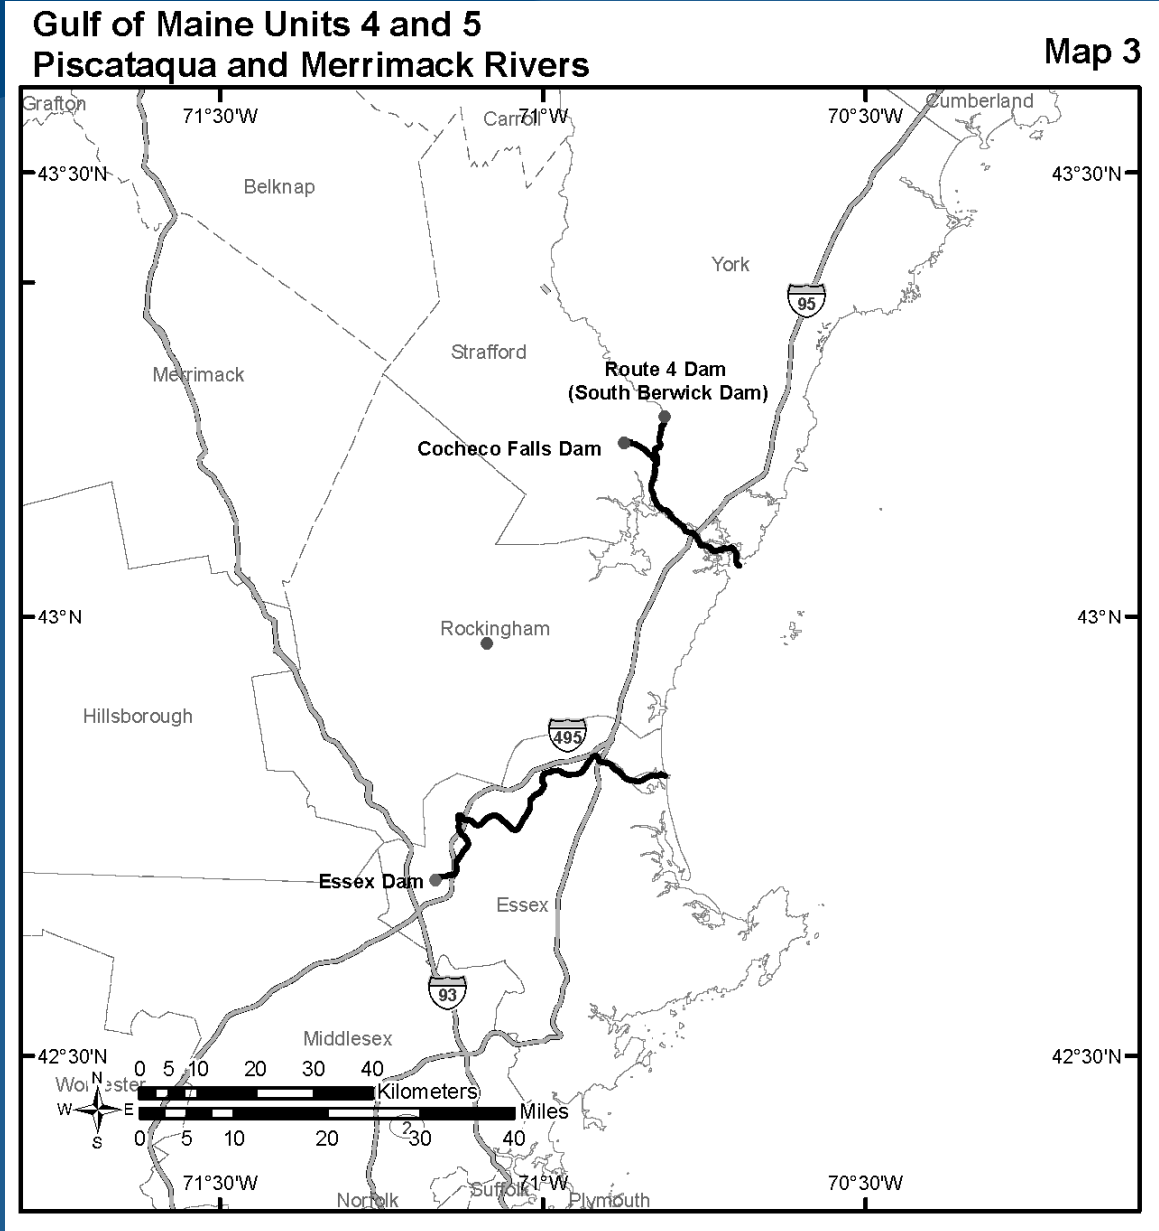 Gulf of Maine Units 4 and 5
Piscataqua and Merrimack Rivers
Map 3
Grafton
71°30'W
Carroll
71°W
70°30'W
Cumberland
43°30'N
43°30'N
Belknap
York
95
Strafford
Merrimack
Route 4 Dam
(South Berwick Dam)
Cocheco Falls Dam
43°N
43°N
Rockingham
Hillsborough
495
Essex Dam
Essex
93
Middlesex
42°30'N
42°30'N
0 5 10 20 30 40
Worcester
N
W E
S
Kilometers
Miles
2
0 5 10 20 30 40
71°30'W
71°W
70°30'W
Norfolk
Suffolk
Plymouth